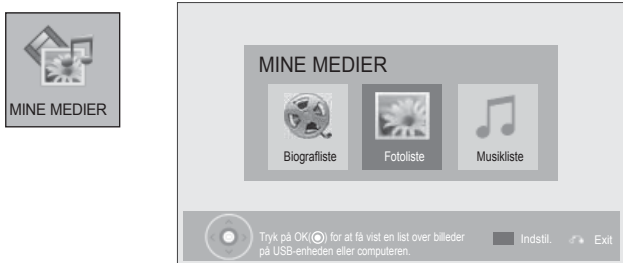 MINE MEDIER
MINE MEDIER
Biografliste
Fotoliste
Musikliste
Tryk på OK(◉) for at få vist en list over billeder
på USB-enheden eller computeren.
Indstil.
Exit